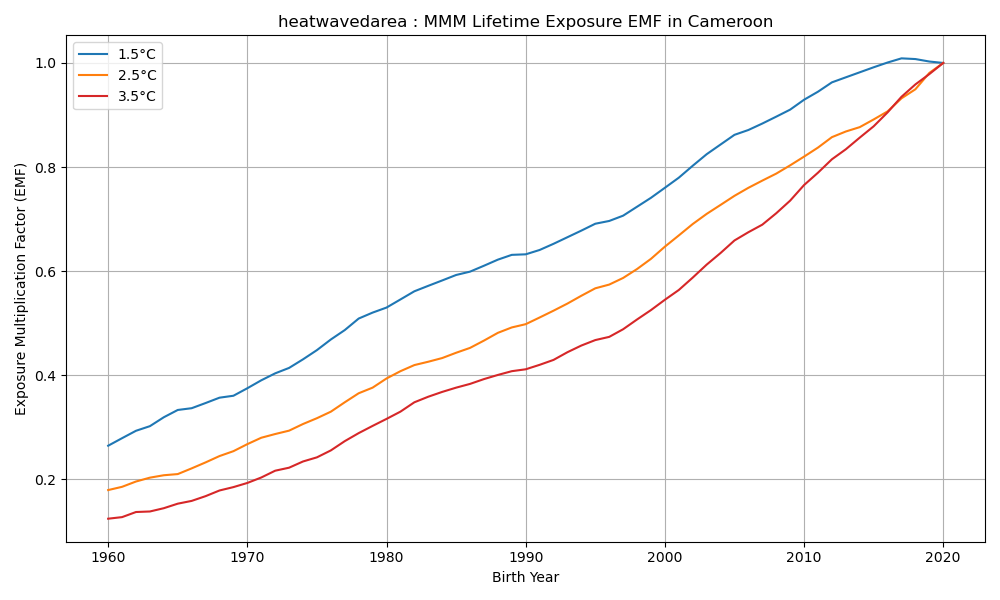 heatwavedarea : MMM Lifetime Exposure EMF in Cameroon
1.5°C
2.5°C
3.5°C
Exposure Multiplication Factor (EMF)
1.0
0.8
0.6
0.4
0.2
1960 1970 1980 1990 2000 2010 2020
Birth Year